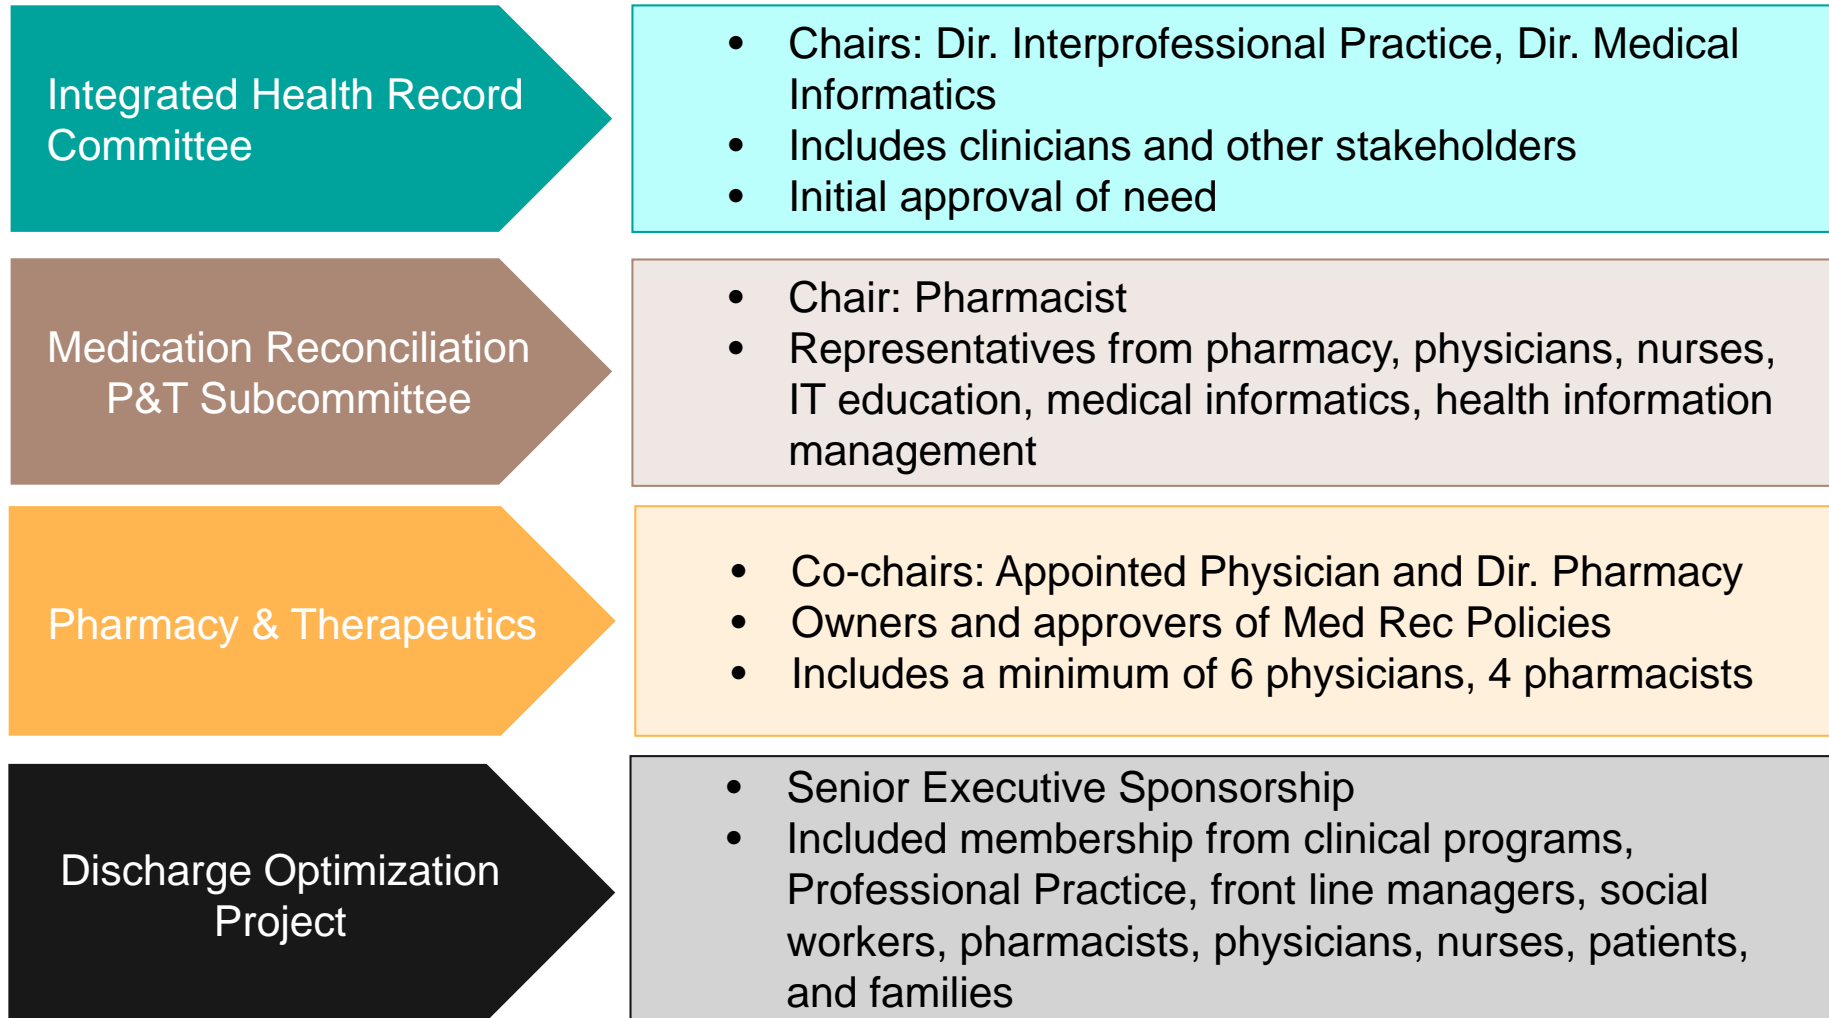 Integrated Health Record
Committee
• Chairs: Dir. Interprofessional Practice, Dir. Medical
Informatics
• Includes clinicians and other stakeholders
• Initial approval of need
Medication Reconciliation
P&T Subcommittee
• Chair: Pharmacist
• Representatives from pharmacy, physicians, nurses,
IT education, medical informatics, health information
management
Pharmacy & Therapeutics
• Co-chairs: Appointed Physician and Dir. Pharmacy
• Owners and approvers of Med Rec Policies
• Includes a minimum of 6 physicians, 4 pharmacists
Discharge Optimization
Project
• Senior Executive Sponsorship
• Included membership from clinical programs,
Professional Practice, front line managers, social
workers, pharmacists, physicians, nurses, patients,
and families